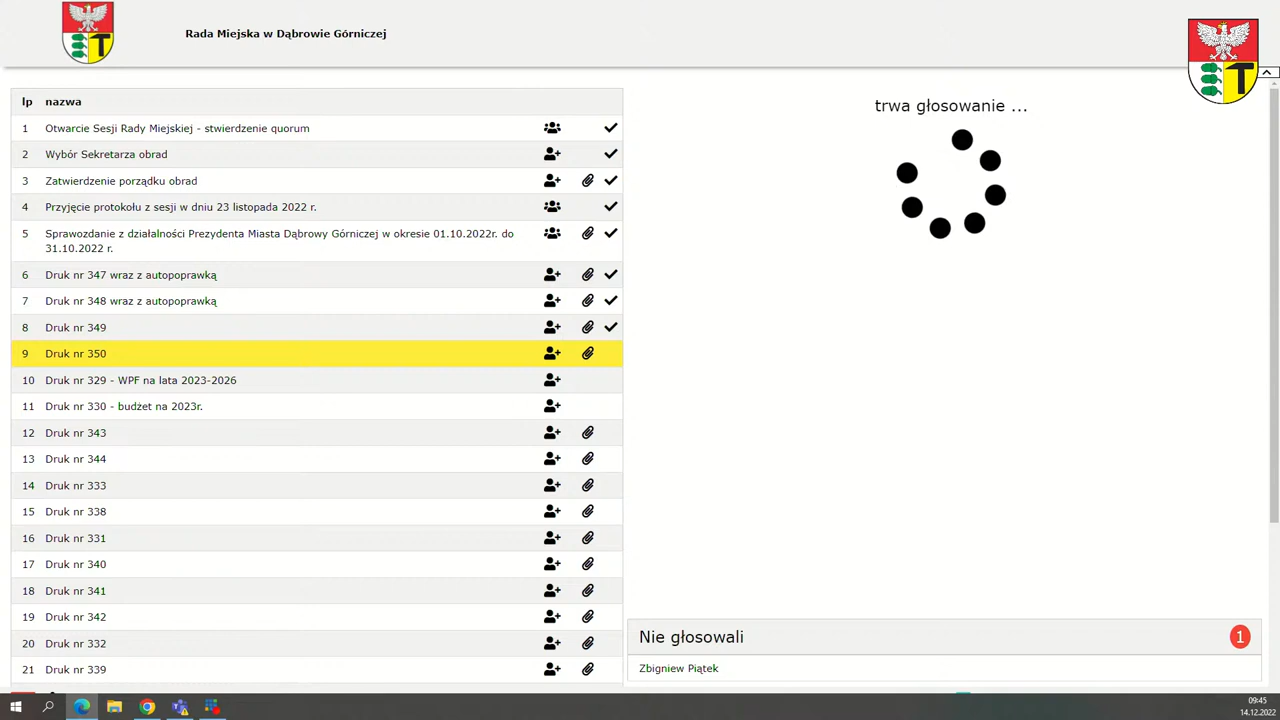 Rada Miejska w Dąbrowie Górniczej
lp nazwa
1 Otwarcie Sesji Rady Miejskiej - stwierdzenie quorum
2 Wybór Sekretarza obrad
3 Zatwierdzenie porządku obrad
4 Przyjęcie protokołu z sesji w dniu 23 listopada 2022 r.
5 Sprawozdanie z działalności Prezydenta Miasta Dąbrowy Górniczej w okresie 01.10.2022r. do
31.10.2022 r.
6 Druk nr 347 wraz z autopoprawką
7 Druk nr 348 wraz z autopoprawką
8 Druk nr 349
9 Druk nr 350
10 Druk nr 329 - WPF na lata 2023-2026
11 Druk nr 330 - budżet na 2023r.
12 Druk nr 343
13 Druk nr 344
14 Druk nr 333
15 Druk nr 338
16 Druk nr 331
17 Druk nr 340
18 Druk nr 341
19 Druk nr 342
20 Druk nr 332
21 Druk nr 339
trwa głosowanie ...
Nie głosowali 1
Zbigniew Piątek
09:45
14.12.2022